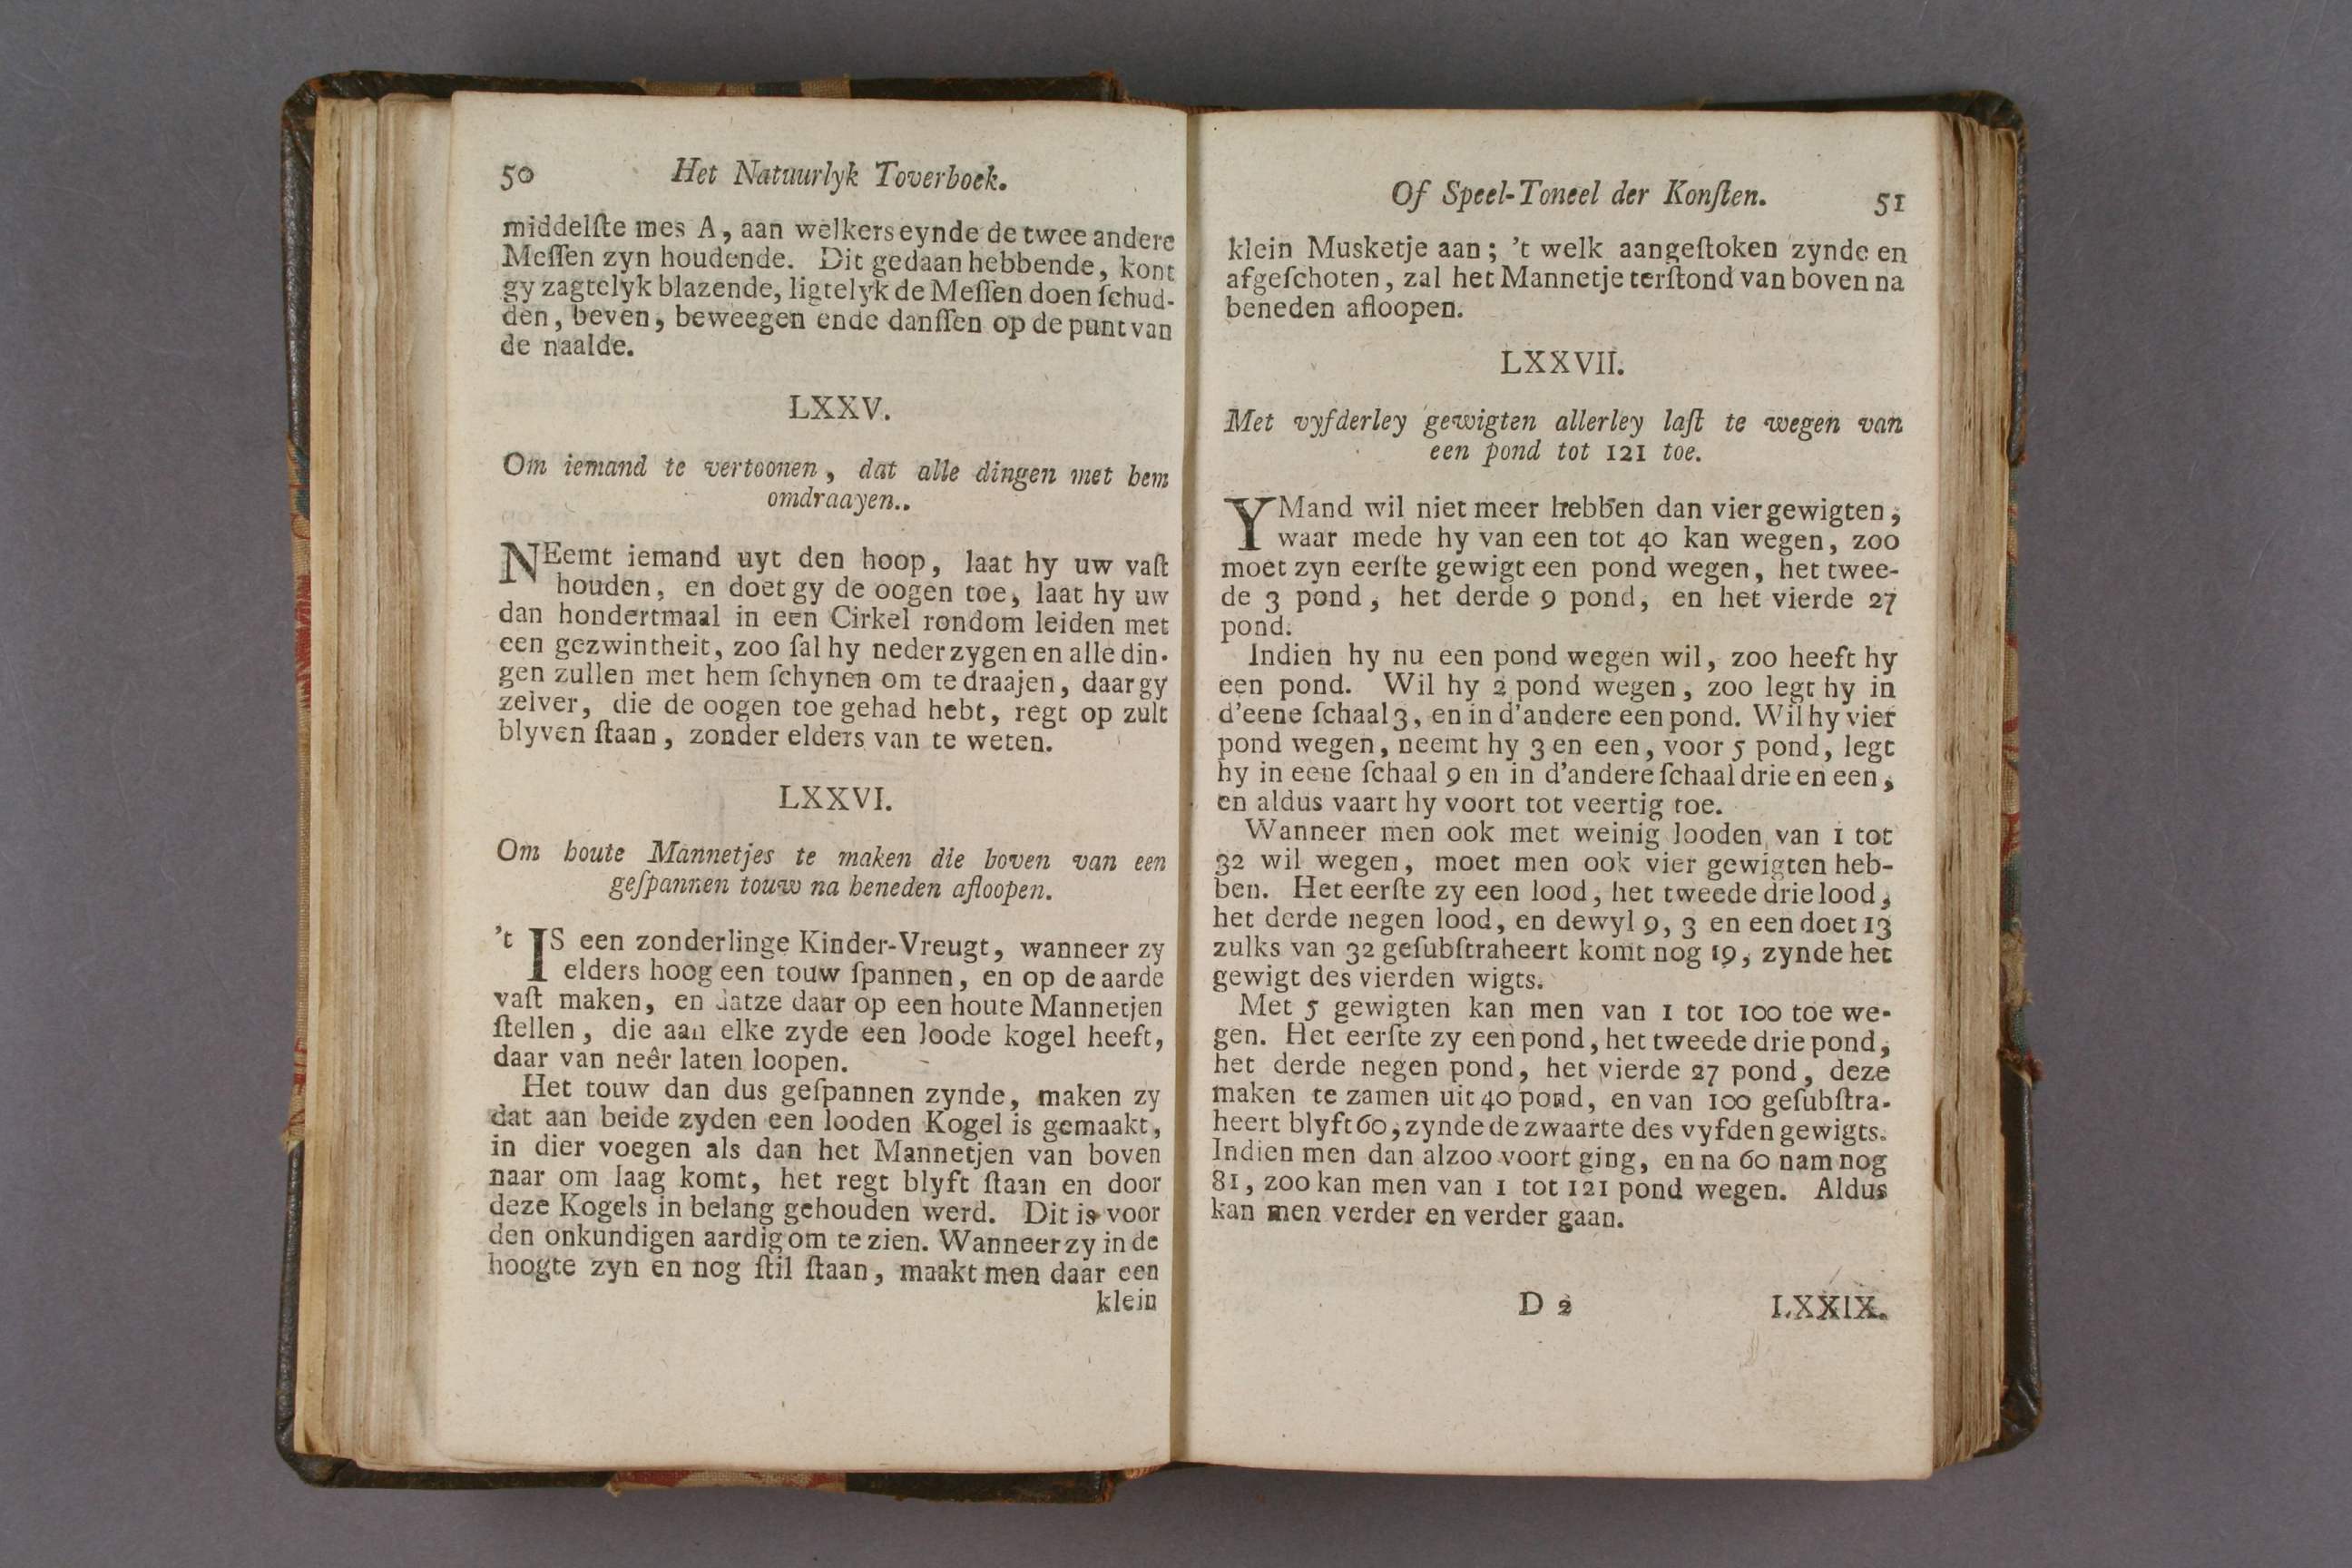 50 Het Natuurlyk Toverboek.
middelſte mes A, aan welkers eynde de twee andere
Meſſen zyn houdende. Dit gedaan hebbende, kont
gy zagtelyk blazende, ligtelyk de Meſſen doen ſchud-
den, beven, beweegen ende danſſen op de punt van
de naalde.
LXXV.
Om iemand te vertoonen, dat alle dingen met hem
omdraayen..
NEemt iemand uyt den hoop, laat hy uw vaſt
houden, en doet gy de oogen toe, laat hy uw
dan hondertmaal in een Cirkel rondom leiden met
een gezwintheit, zoo ſal hy neder zygen en alle din-
gen zullen met hem ſchynen om te draajen, daar gy
zelver, die de oogen toe gehad hebt, regt op zult
blyven ſtaan, zonder elders van te weten.
LXXVI.
Om houte Mannetjes te maken die boven van een
geſpannen touw na beneden afloopen.
't IS een zonderlinge Kinder-Vreugt, wanneer zy
elders hoog een touw ſpannen, en op de aarde
vaſt maken, en datze daar op een houte Mannetjen
ſtellen, die aan elke zyde een loode kogel heeft,
daar van neêr laten loopen.
Het touw dan dus geſpannen zynde, maken zy
dat aan beide zyden een looden Kogel is gemaakt,
in dier voegen als dan het Mannetjen van boven
naar om laag komt, het regt blyft ſtaan en door
deze Kogels in belang gehouden werd. Dit is voor
den onkundigen aardig om te zien. Wanneer zy in de
hoogte zyn en nog ſtil ſtaan, maakt men daar een
klein
Of Speel-Toneel der Konſten. 51
klein Musketje aan; 't welk aangeſtoken zynde en
afgeſchoten, zal het Mannetje terſtond van boven na
beneden afloopen.
LXXVII.
Met vyfderley gewigten allerley laſt te wegen van
een pond tot 121 toe.
YMand wil niet meer hebben dan vier gewigten,
waar mede hy van een tot 40 kan wegen, zoo
moet zyn eerſte gewigt een pond wegen, het twee-
de 3 pond, het derde 9 pond, en het vierde 27
pond.
Indien hy nu een pond wegen wil, zoo heeft hy
een pond. Wil hy 2 pond wegen, zoo legt hy in
d'eene ſchaal 3, en in d'andere een pond. Wil hy vier
pond wegen, neemt hy 3 en een, voor 5 pond, legt
hy in eene ſchaal 9 en in d'andere ſchaal drie en een,
en aldus vaart hy voort tot veertig toe.
Wanneer men ook met weinig looden van 1 tot
32 wil wegen, moet men ook vier gewigten heb-
ben. Het eerſte zy een lood, het tweede drie lood,
het derde negen lood, en dewyl 9, 3 en een doet 13
zulks van 32 geſubſtraheert komt nog 19, zynde het
gewigt des vierden wigts.
Met 5 gewigten kan men van 1 tot 100 toe we-
gen. Het eerſte zy een pond, het tweede drie pond,
het derde negen pond, het vierde 27 pond, deze
maken te zamen uit 40 pond, en van 100 geſubſtra-
heert blyft 60, zynde de zwaarte des vyfden gewigts.
Indien men dan alzoo voort ging, en na 60 nam nog
81, zoo kan men van 1 tot 121 pond wegen. Aldus
kan men verder en verder gaan.
D 2 LXXIX.